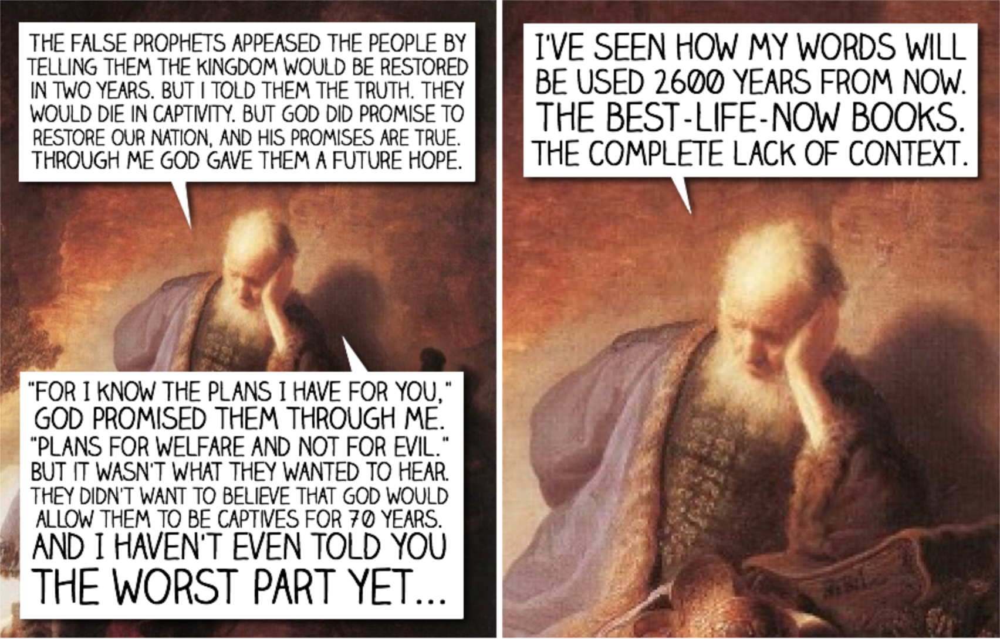 THE FALSE PROPHETS APPEASED THE PEOPLE BY
TELLING THEM THE KINGDOM WOULD BE RESTORED
IN TWO YEARS. BUT I TOLD THEM THE TRUTH. THEY
WOULD DIE IN CAPTIVITY. BUT GOD DID PROMISE TO
RESTORE OUR NATION, AND HIS PROMISES ARE TRUE.
THROUGH ME GOD GAVE THEM A FUTURE HOPE.
"FOR I KNOW THE PLANS I HAVE FOR YOU,"
GOD PROMISED THEM THROUGH ME.
"PLANS FOR WELFARE AND NOT FOR EVIL."
BUT IT WASN'T WHAT THEY WANTED TO HEAR.
THEY DIDN'T WANT TO BELIEVE THAT GOD WOULD
ALLOW THEM TO BE CAPTIVES FOR 70 YEARS.
AND I HAVEN'T EVEN TOLD YOU
THE WORST PART YET...
I'VE SEEN HOW MY WORDS WILL
BE USED 2600 YEARS FROM NOW.
THE BEST-LIFE-NOW BOOKS.
THE COMPLETE LACK OF CONTEXT.